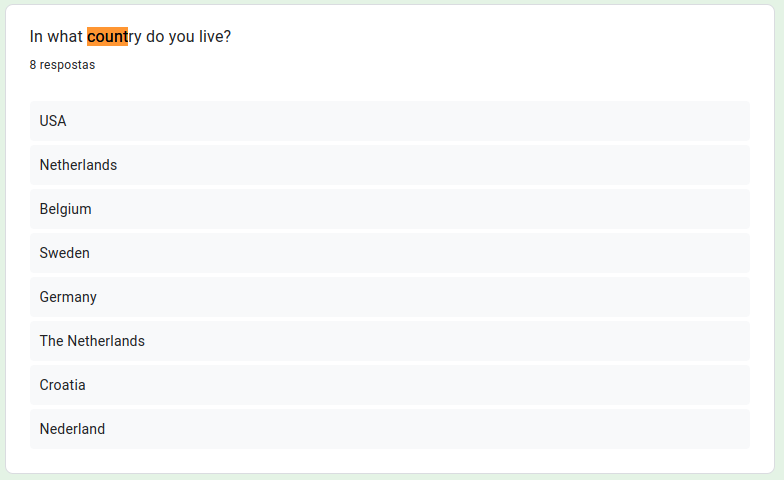 In what country do you live?
8 respostas
USA
Netherlands
Belgium
Sweden
Germany
The Netherlands
Croatia
Nederland